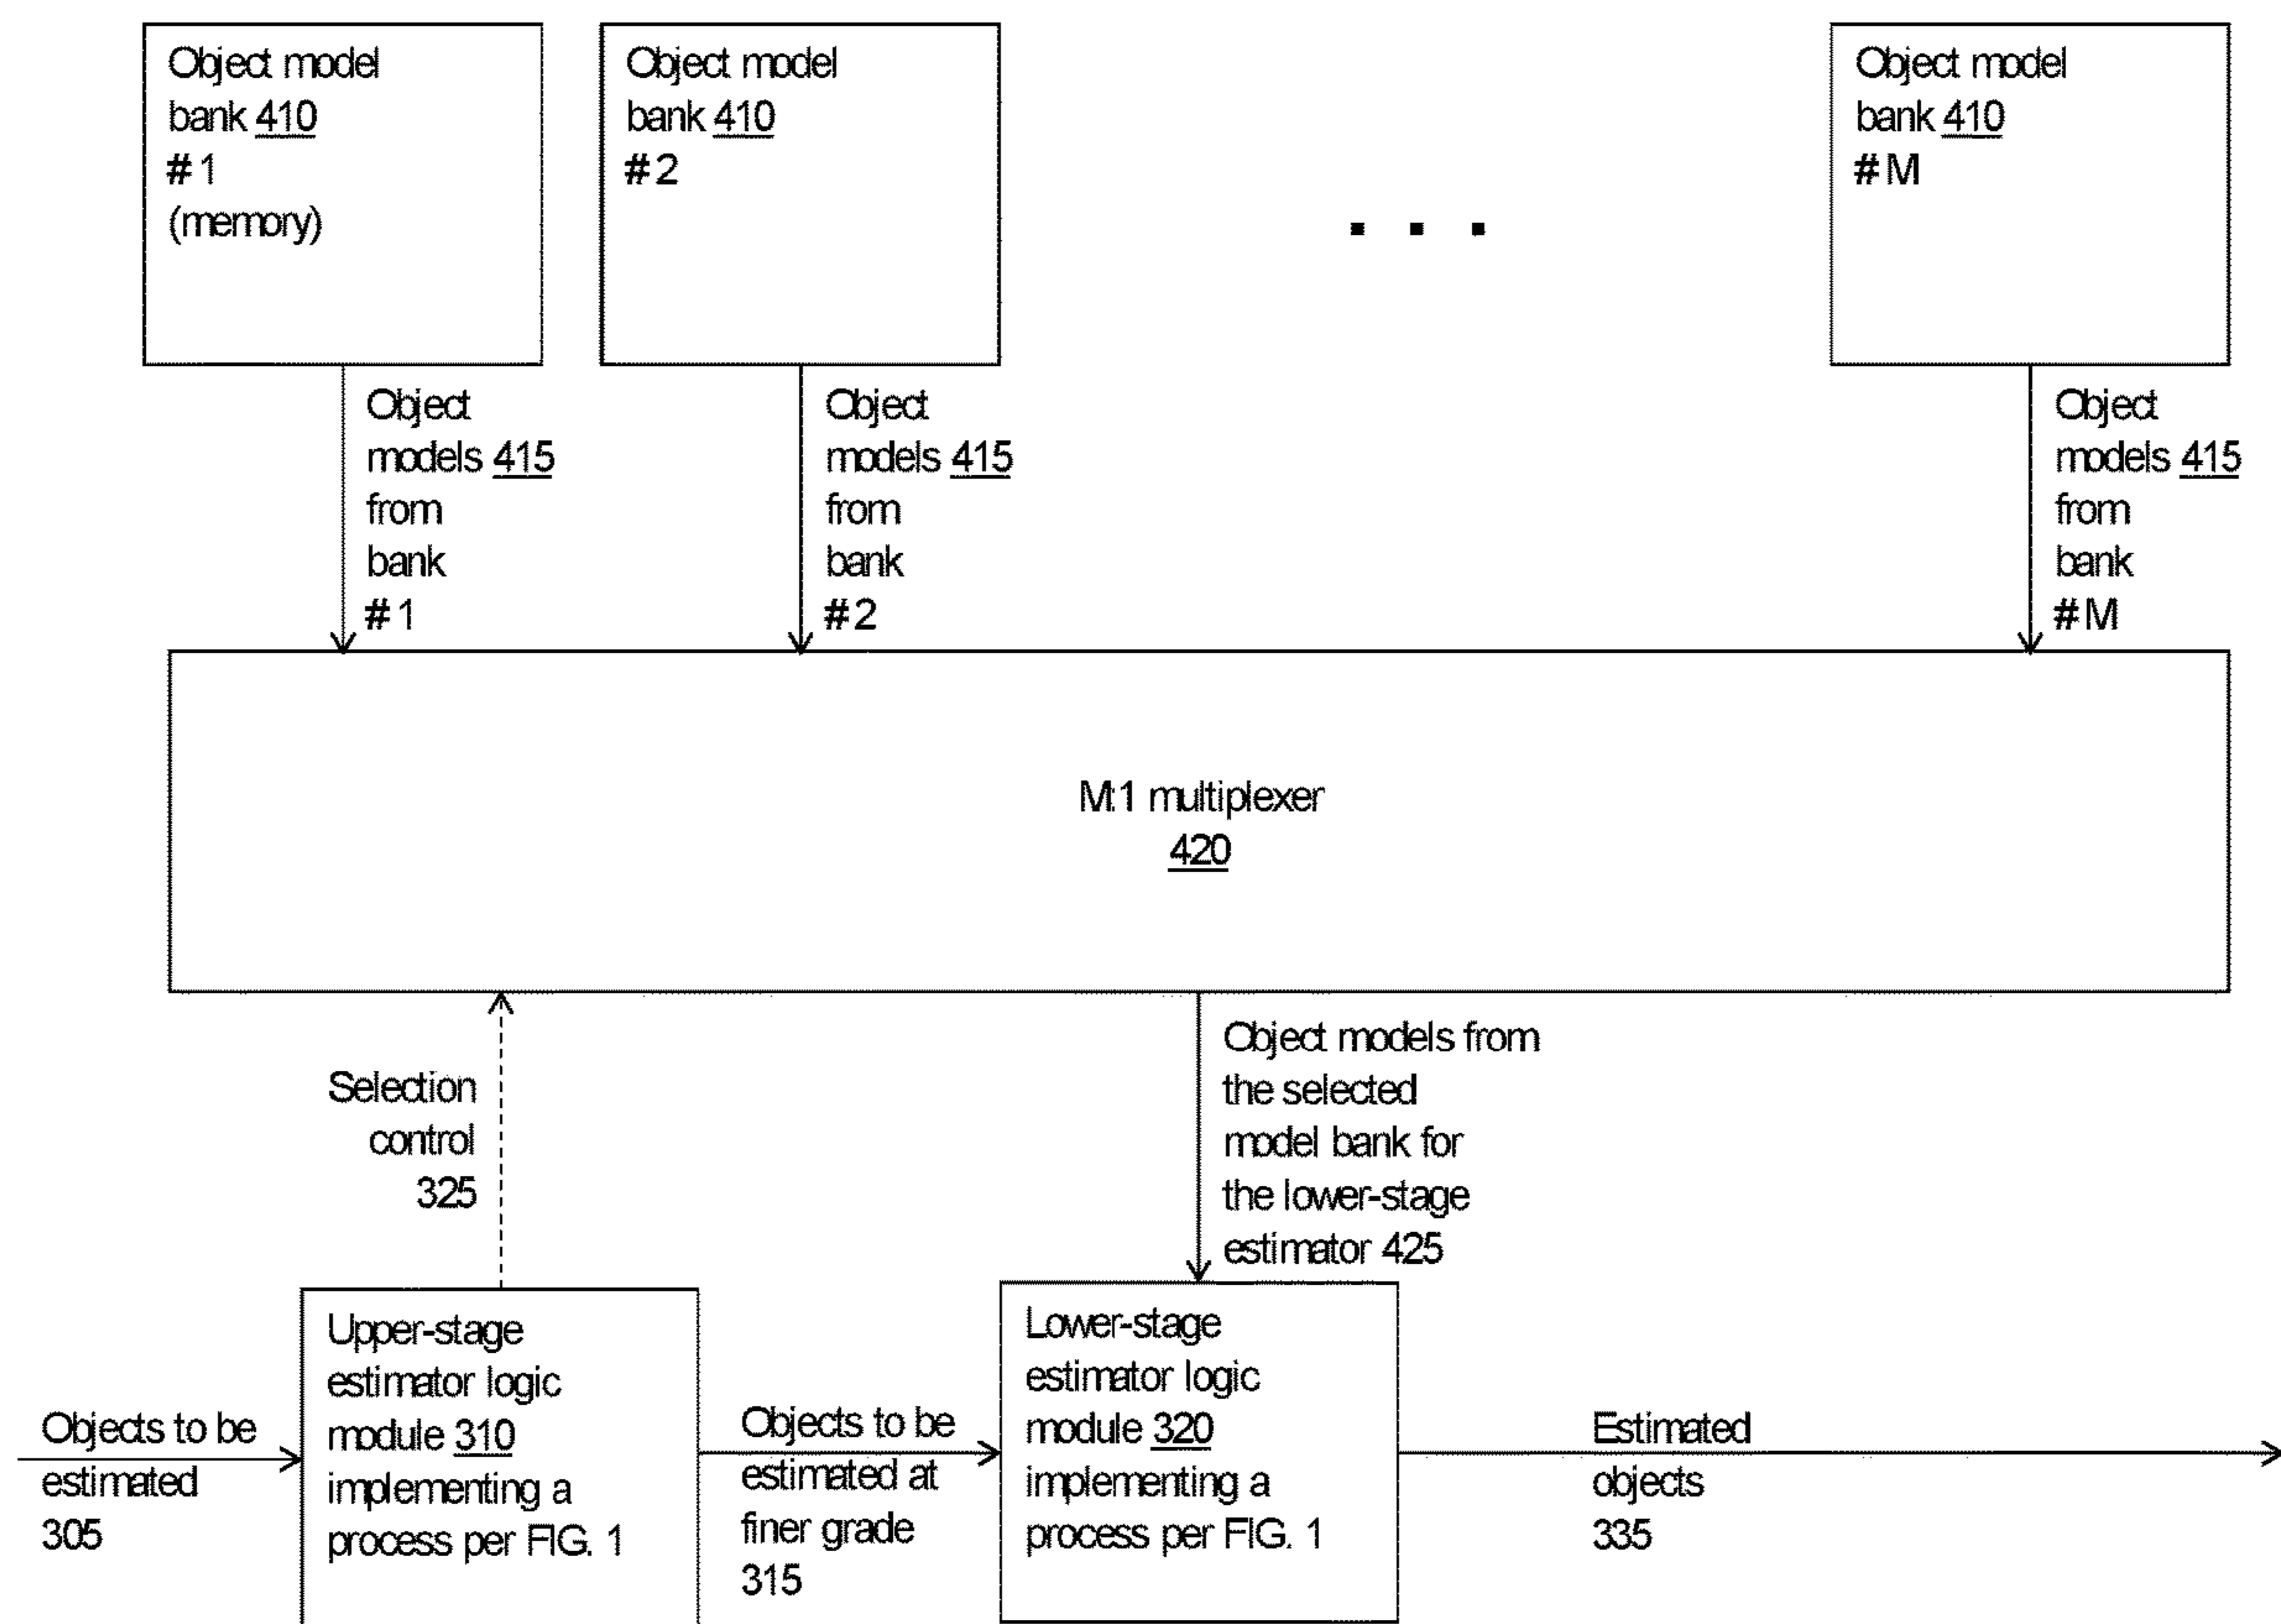 Object model
bank 410
#1
(memory)
Object model
bank 410
#2
Object model
bank 410
#M
. . .
Object
models 415
from
bank
#1
Object
models 415
from
bank
#2
Object
models 415
from
bank
#M
M:1 multiplexer
420
Selection
control
325
Object models from
the selected
model bank for
the lower-stage
estimator 425
Objects to be
estimated
305
Upper-stage
estimator logic
module 310
implementing a
process per FIG. 1
Objects to be
estimated at
finer grade
315
Lower-stage
estimator logic
module 320
implementing a
process per FIG. 1
Estimated
objects
335